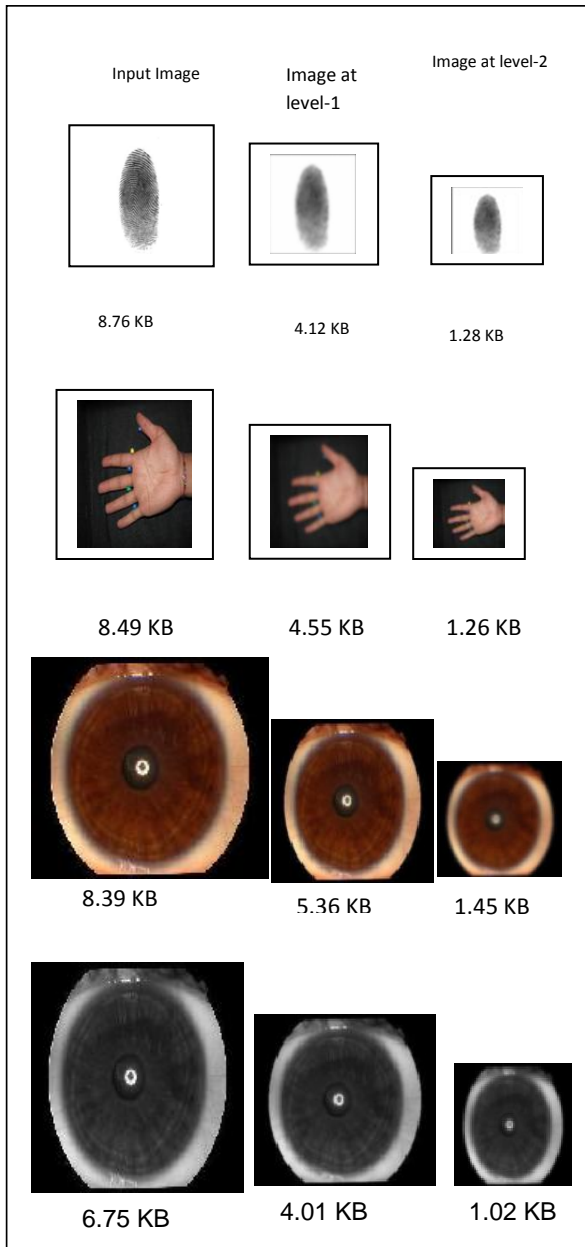 Input Image
Image at
level-1
Image at level-2
8.76 KB
4.12 KB
1.28 KB
8.49 KB
4.55 KB
1.26 KB
8.39 KB
5.36 KB
1.45 KB
6.75 KB
4.01 KB
1.02 KB